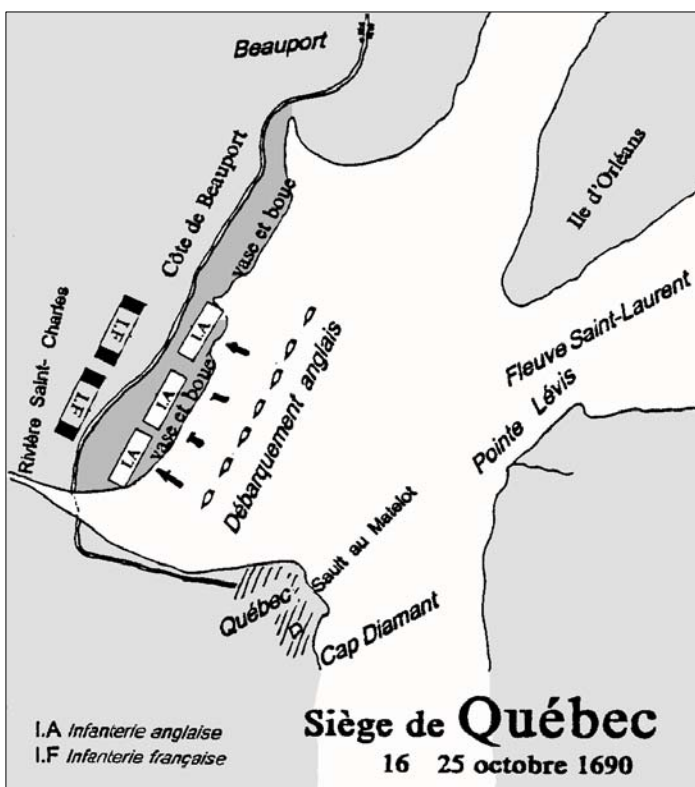 Beauport
Côte de Beauport
vase et boue
Ile d'Orléans
Rivière Saint- Charles
I.F
I.F
I.A
I.A
I.A
vase et boue
Débarquement anglais
Fleuve Saint-Laurent
Pointe Lévis
Sault au Matelot
Québec
Cap Diamant
I.A Infanterie anglaise
I.F Infanterie française
Siège de Québec
16 25 octobre 1690